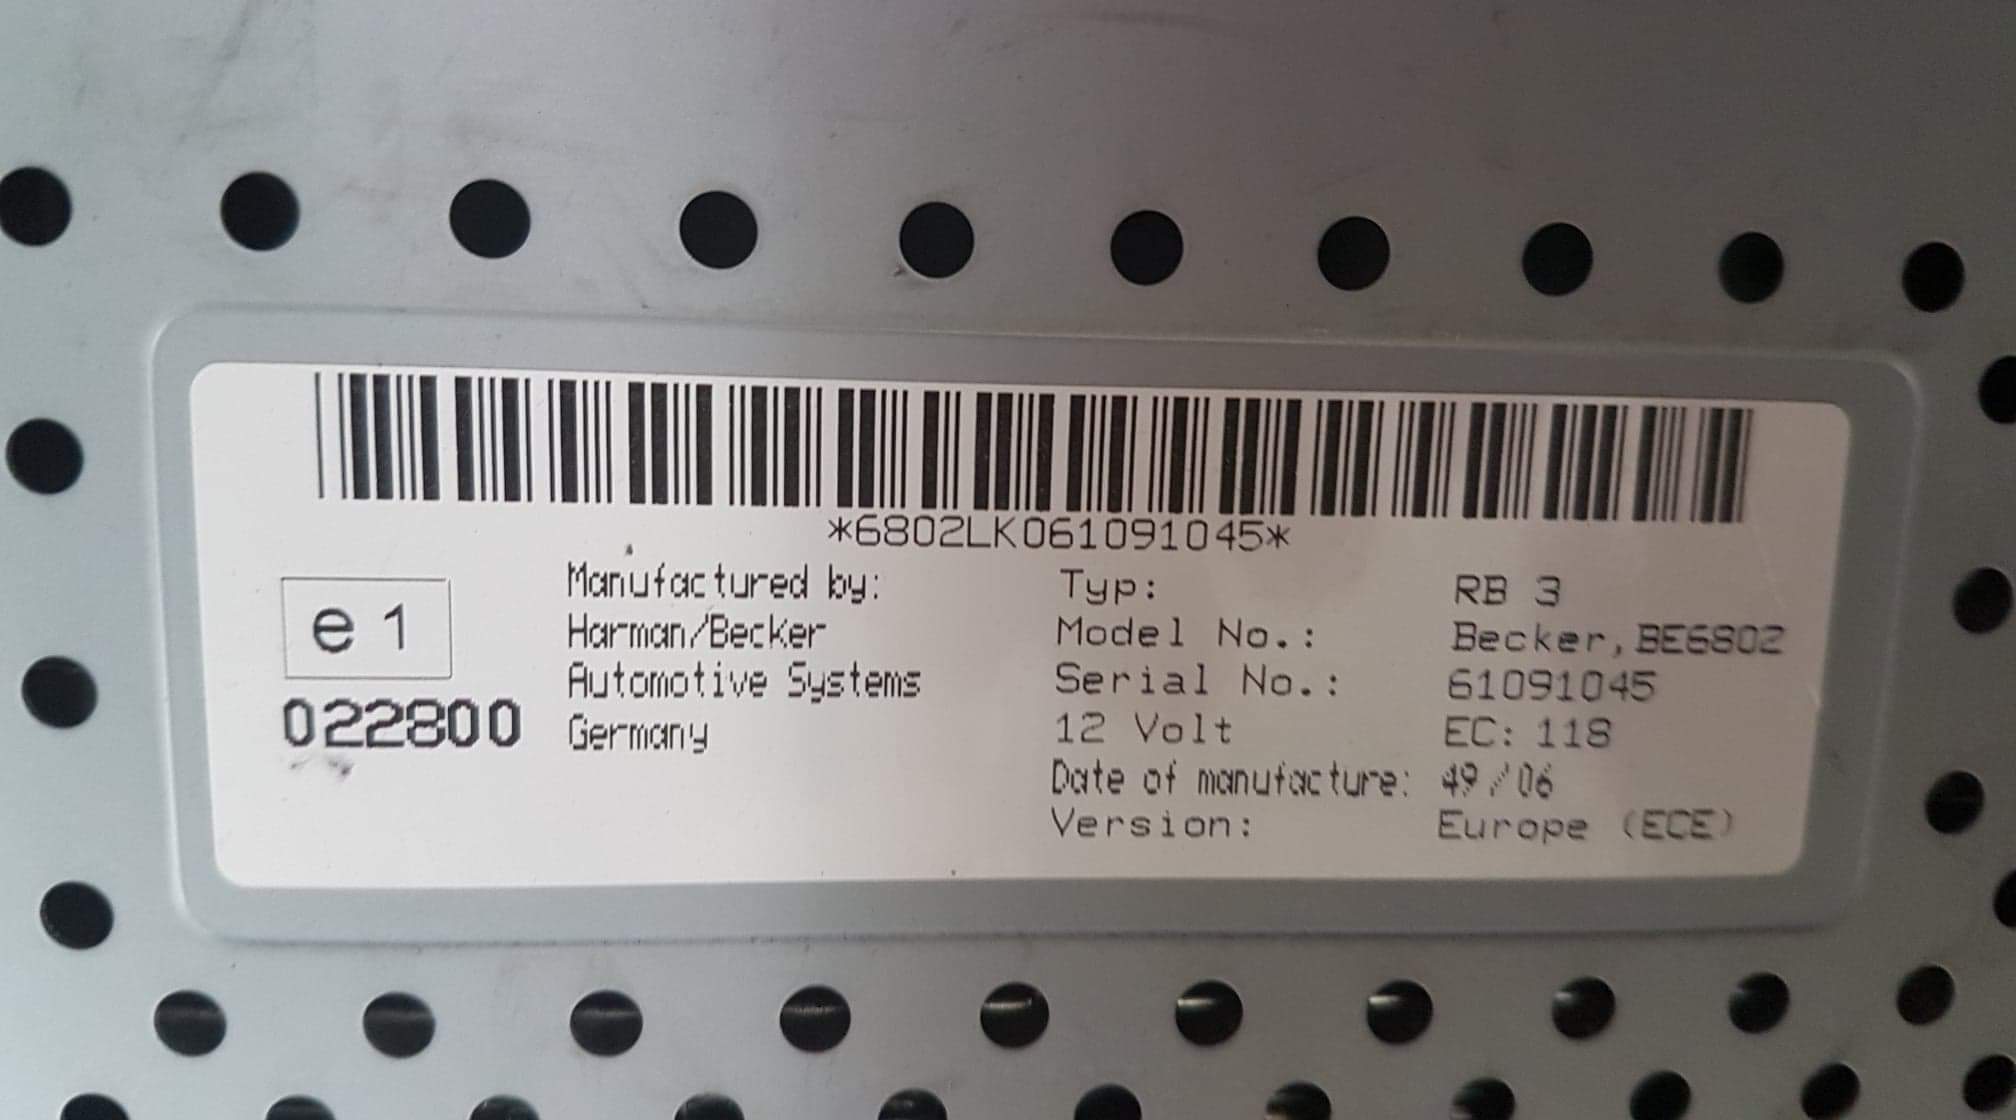 *6802LK061091045*
e1
022800
Manufactured by:
Harman/Becker
Automotive Systems
Germany
Typ: RB 3
Model No.: Becker,BE6802
Serial No.: 61091045
12 Volt EC: 118
Date of manufacture: 49/06
Version: Europe (ECE)